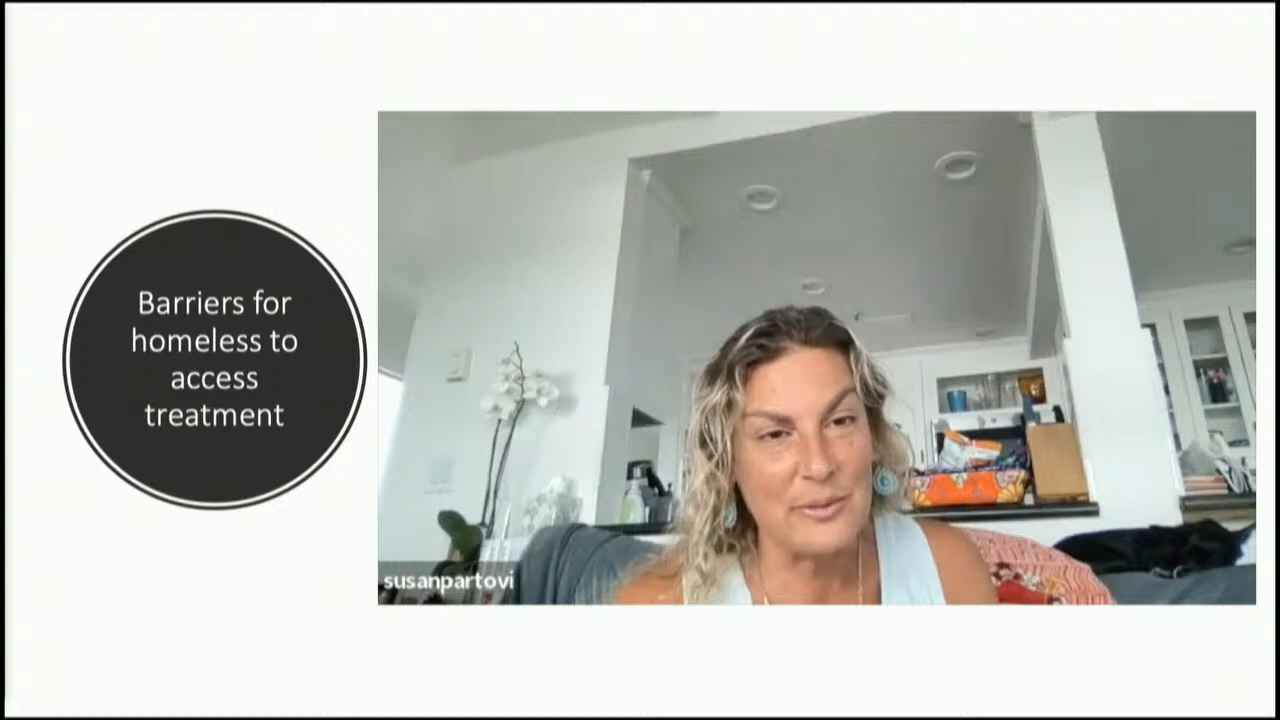 Barriers for
homeless to
access
treatment
susanpartovi